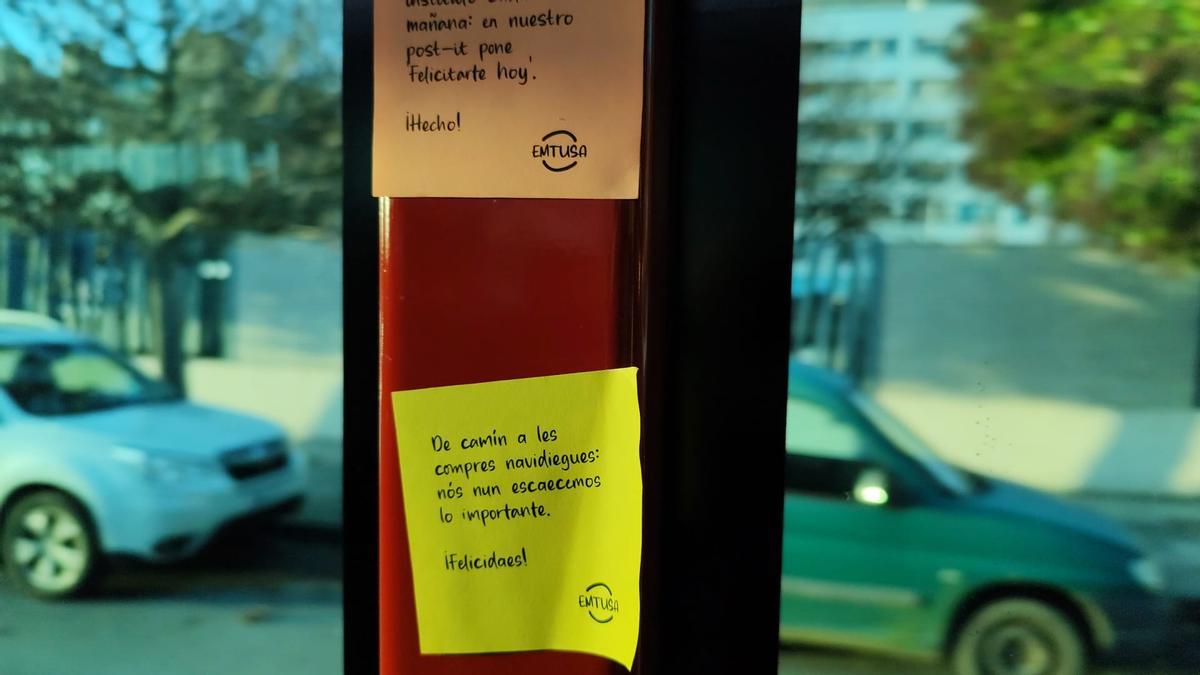 mañana: en nuestro
post-it pone
Felicitarte hoy'.
¡Hecho!
EMTUSA
De camín a les
compres navidiegues:
nós nun escaecemos
lo importante.
¡Felicidaes!
EMTUSA